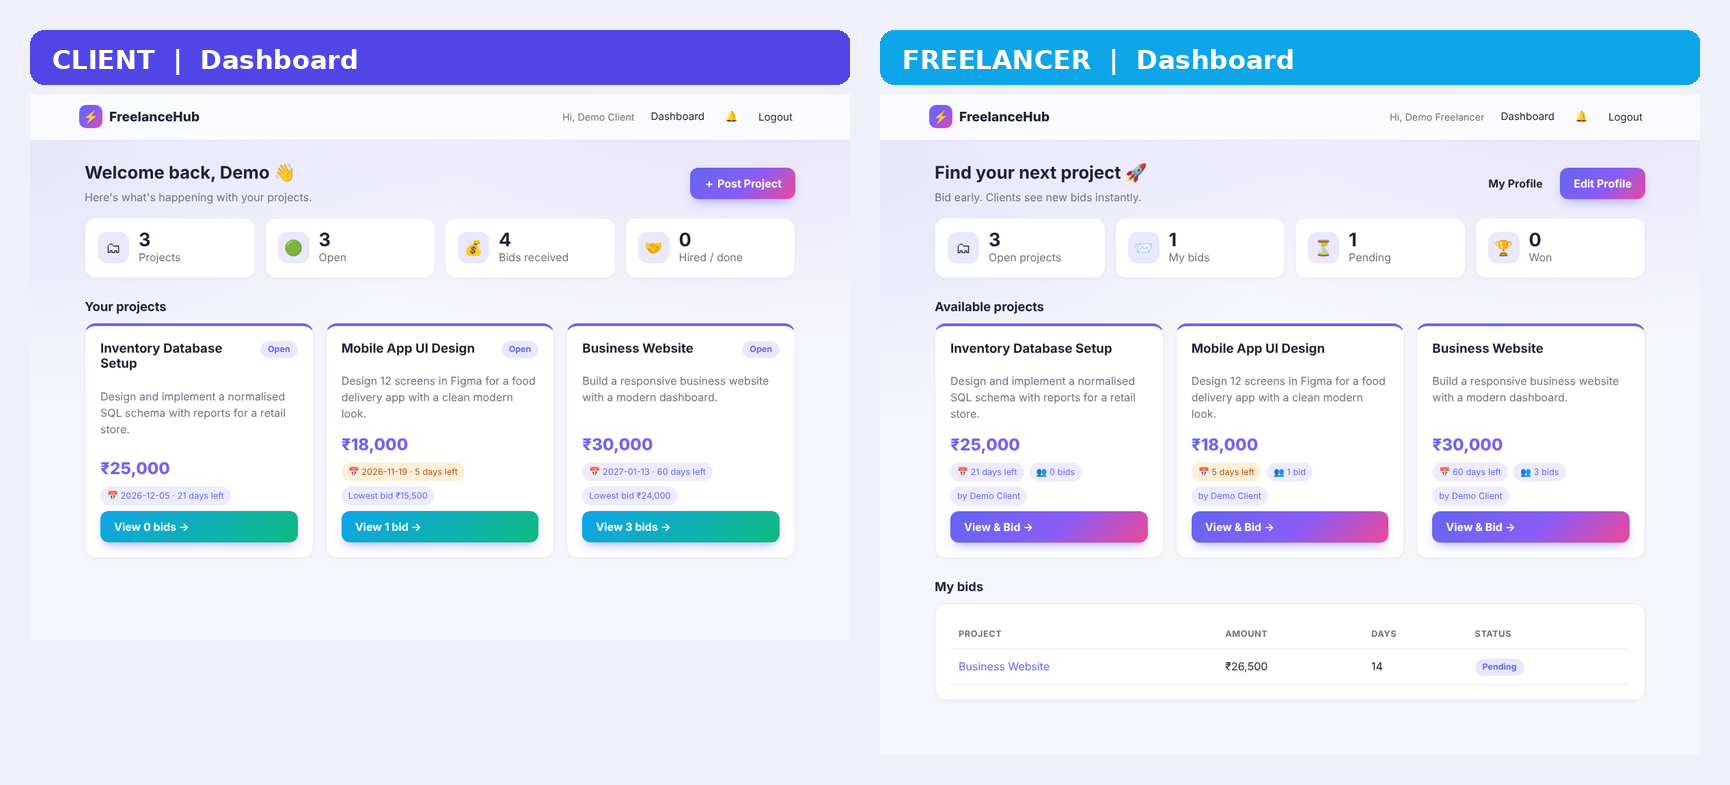 CLIENT | Dashboard
⚡ FreelanceHub
Hi, Demo Client Dashboard 🔔 Logout
Welcome back, Demo 👋
Here's what's happening with your projects.
+ Post Project
3
Projects
3
Open
4
Bids received
0
Hired / done
Your projects
Inventory Database Setup
Open
Design and implement a normalised
SQL schema with reports for a retail
store.
₹25,000
📅 2026-12-05 · 21 days left
View 0 bids →
Mobile App UI Design
Open
Design 12 screens in Figma for a food
delivery app with a clean modern
look.
₹18,000
📅 2026-11-19 · 5 days left
Lowest bid ₹15,500
View 1 bid →
Business Website
Open
Build a responsive business website
with a modern dashboard.
₹30,000
📅 2027-01-13 · 60 days left
Lowest bid ₹24,000
View 3 bids →
FREELANCER | Dashboard
⚡ FreelanceHub
Hi, Demo Freelancer Dashboard 🔔 Logout
Find your next project 🚀
Bid early. Clients see new bids instantly.
My Profile
Edit Profile
3
Open projects
1
My bids
1
Pending
0
Won
Available projects
Inventory Database Setup
Design and implement a normalised
SQL schema with reports for a retail
store.
₹25,000
📅 21 days left 👥 0 bids
by Demo Client
View & Bid →
Mobile App UI Design
Design 12 screens in Figma for a food
delivery app with a clean modern
look.
₹18,000
📅 5 days left 👥 1 bid
by Demo Client
View & Bid →
Business Website
Build a responsive business website
with a modern dashboard.
₹30,000
📅 60 days left 👥 3 bids
by Demo Client
View & Bid →
My bids
PROJECT AMOUNT DAYS STATUS
Business Website ₹26,500 14 Pending